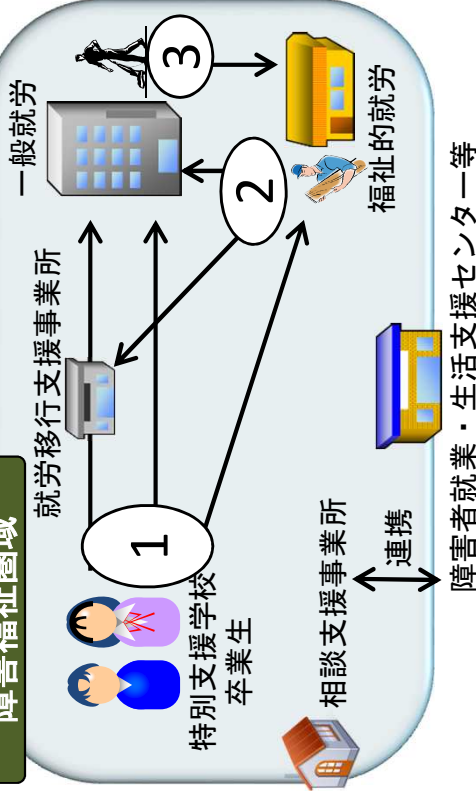 障害福祉圏域
一般就労
就労移行支援事業所
1
2
3
特別支援学校
卒業生
福祉的就労
相談支援事業所
連携
障害者就業・生活支援センター等